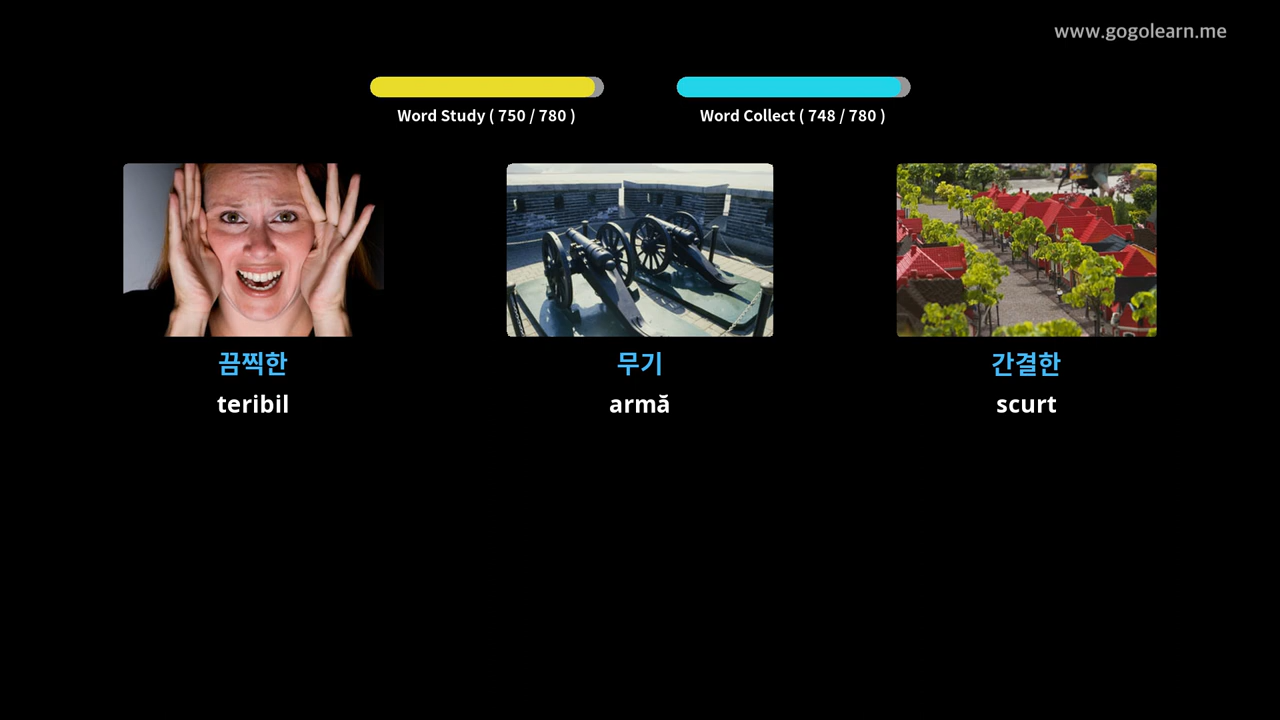 www.gogolearn.me
Word Study ( 750 / 780 )
Word Collect ( 748 / 780 )
끔찍한
무기
간결한
teribil
armă
scurt